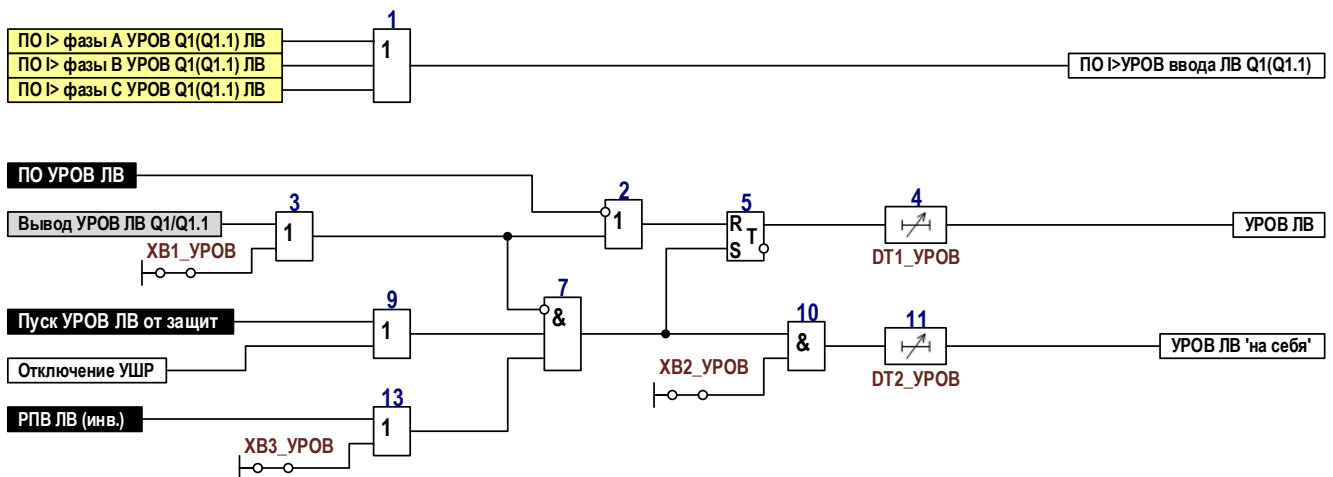 1
ПО I> фазы А УРОВ Q1(Q1.1) ЛВ
1
ПО I> фазы В УРОВ Q1(Q1.1) ЛВ
ПО I>УРОВ ввода ЛВ Q1(Q1.1)
ПО I> фазы С УРОВ Q1(Q1.1) ЛВ
ПО УРОВ ЛВ
2
3
5
4
Вывод УРОВ ЛВ Q1/Q1.1
1
1
R
T
S
УРОВ ЛВ
XB1_УРОВ
DT1_УРОВ
7
9
&
10
11
Пуск УРОВ ЛВ от защит
1
&
УРОВ ЛВ 'на себя'
Отключение УШР
XB2_УРОВ
DT2_УРОВ
13
РПВ ЛВ (инв.)
1
XB3_УРОВ